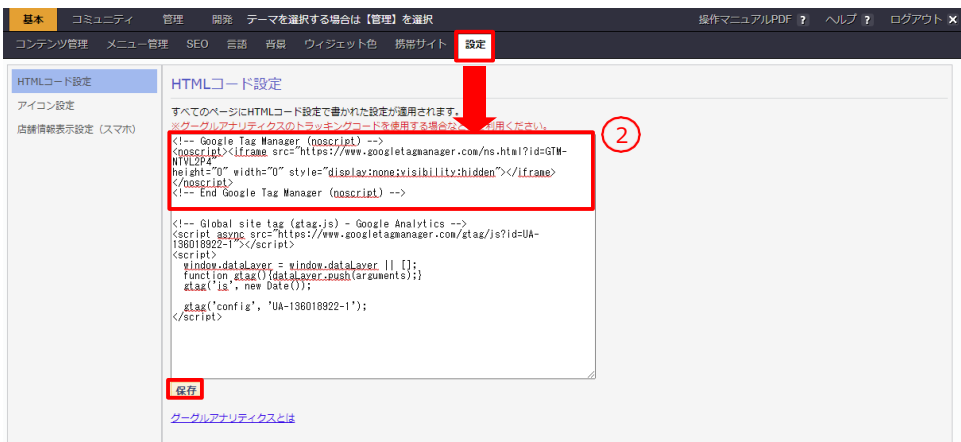 基本 コミュニティ 管理 開発 テーマを選択する場合は【管理】を選択 操作マニュアルPDF ? ヘルプ ? ログアウト ×
コンテンツ管理 メニュー管理 SEO 言語 背景 ウィジェット色 携帯サイト 設定
HTMLコード設定
アイコン設定
店舗情報表示設定（スマホ）
HTMLコード設定
すべてのページにHTMLコード設定で書かれた設定が適用されます。
※グーグルアナリティクスのトラッキングコードを使用する場合など 利用ください。
②
<!-- Google Tag Manager (noscript) -->
<noscript><iframe src="https://www.googletagmanager.com/ns.html?id=GTM-
NTVL2P4"
height="0" width="0" style="display:none;visibility:hidden"></iframe>
</noscript>
<!-- End Google Tag Manager (noscript) -->
<!-- Global site tag (gtag.js) - Google Analytics -->
<script async src="https://www.googletagmanager.com/gtag/js?id=UA-
136018922-1"></script>
<script>
window.dataLayer = window.dataLayer || [];
function gtag(){dataLayer.push(arguments);}
gtag('js', new Date());
gtag('config', 'UA-136018922-1');
</script>
保存
グーグルアナリティクスとは